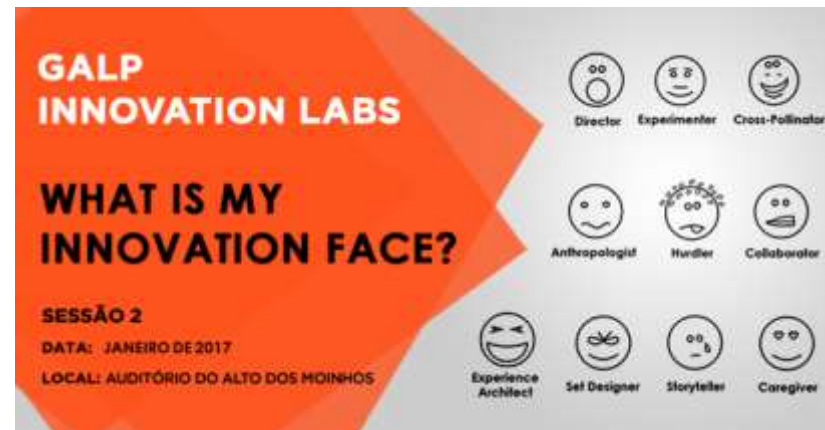 GALP
INNOVATION LABS
WHAT IS MY
INNOVATION FACE?
SESSÃO 2
DATA: JANEIRO DE 2017
LOCAL: AUDITÓRIO DO ALTO DOS MOINHOS
Director Experimenter Cross-Pollinator
Anthropologist Hurdler Collaborator
Experience
Architect Set Designer Storyteller Caregiver